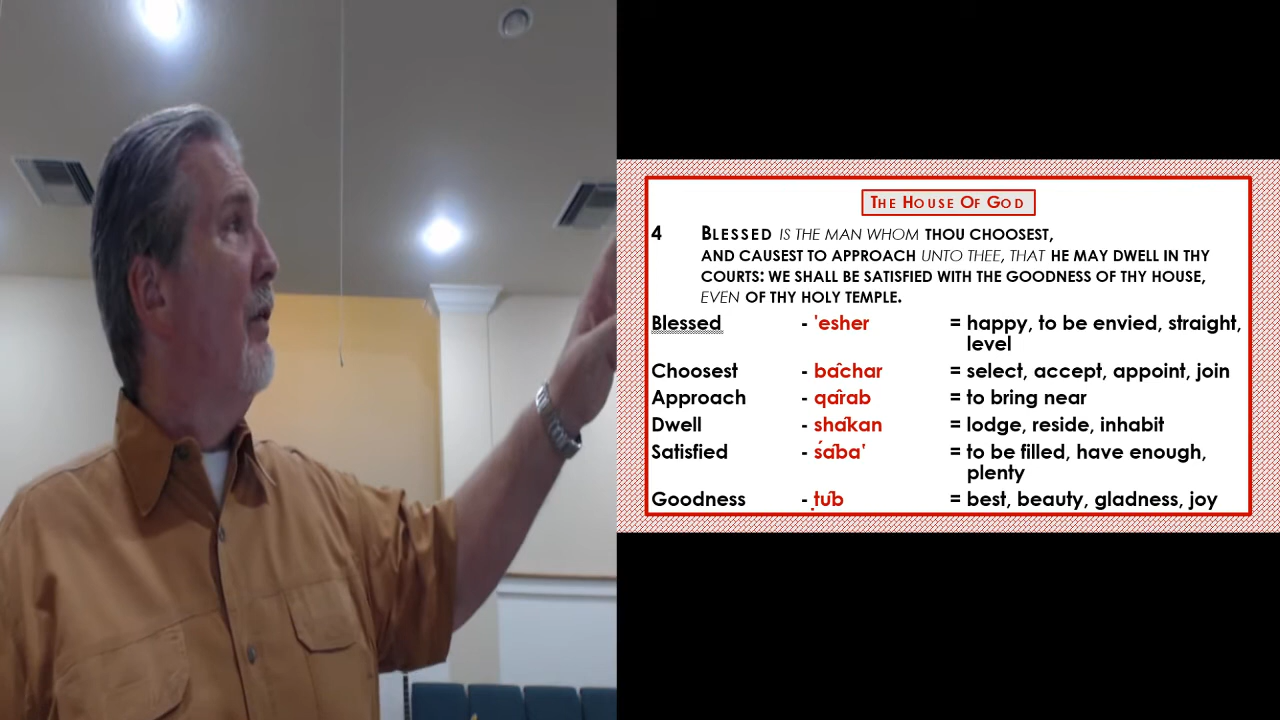 THE HOUSE OF GOD
4 BLESSED IS THE MAN WHOM THOU CHOOSEST,
AND CAUSEST TO APPROACH UNTO THEE, THAT HE MAY DWELL IN THY
COURTS: WE SHALL BE SATISFIED WITH THE GOODNESS OF THY HOUSE,
EVEN OF THY HOLY TEMPLE.
Blessed - 'esher = happy, to be envied, straight,
level
Choosest - bâchar = select, accept, appoint, join
Approach - qârab = to bring near
Dwell - shâkan = lodge, reside, inhabit
Satisfied - śâba' = to be filled, have enough,
plenty
Goodness - ṭûb = best, beauty, gladness, joy